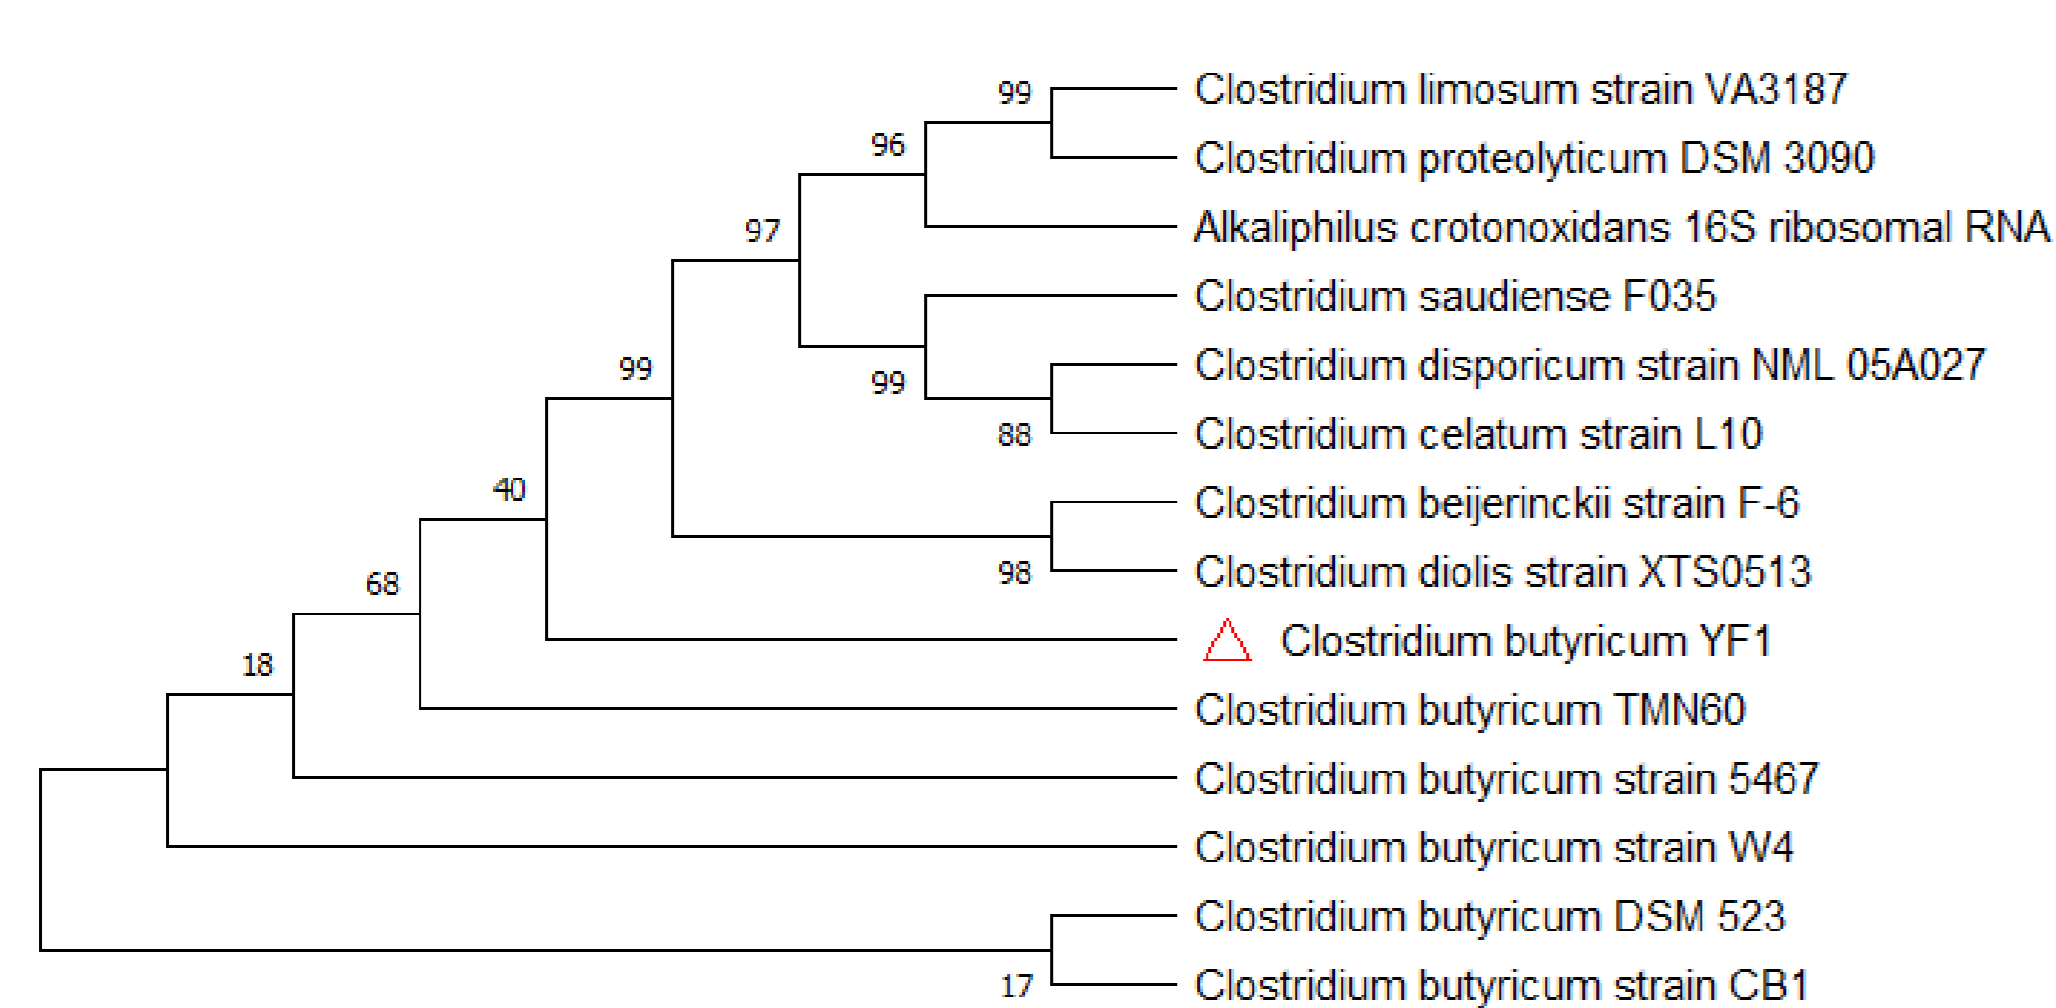 99
Clostridium limosum strain VA3187
96
Clostridium proteolyticum DSM 3090
97
Alkaliphilus crotonoxidans 16S ribosomal RNA
Clostridium saudiense F035
99
99
Clostridium disporicum strain NML 05A027
88
Clostridium celatum strain L10
40
Clostridium beijerinckii strain F-6
68
98
Clostridium diolis strain XTS0513
Clostridium butyricum YF1
18
Clostridium butyricum TMN60
Clostridium butyricum strain 5467
Clostridium butyricum strain W4
Clostridium butyricum DSM 523
17
Clostridium butyricum strain CB1